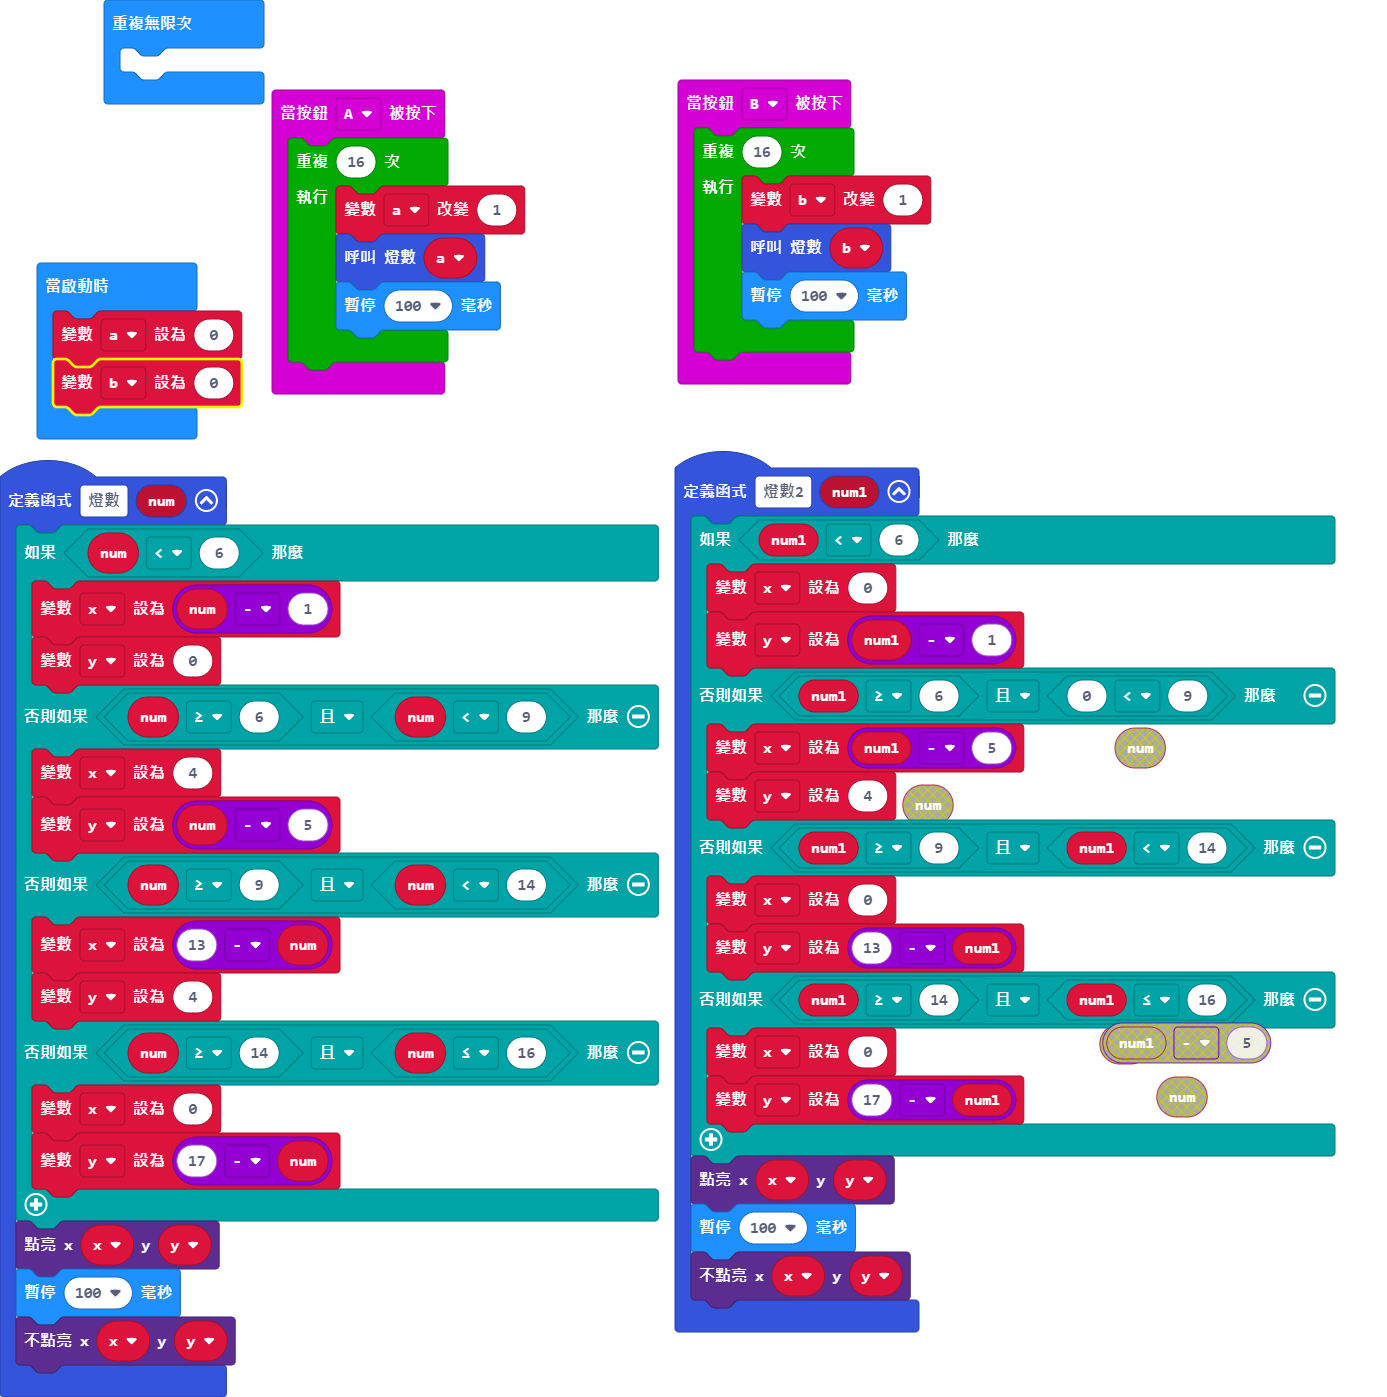 重複無限次
當按鈕 A 被按下
重複 16 次
執行
變數 a 改變 1
呼叫 燈數 a
暫停 100 毫秒
當按鈕 B 被按下
重複 16 次
執行
變數 b 改變 1
呼叫 燈數 b
暫停 100 毫秒
當啟動時
變數 a 設為 0
變數 b 設為 0
定義函式 燈數 num
如果 num < 6 那麼
變數 x 設為 num - 1
變數 y 設為 0
否則如果 num ≥ 6 且 num < 9 那麼
變數 x 設為 4
變數 y 設為 num - 5
否則如果 num ≥ 9 且 num < 14 那麼
變數 x 設為 13 - num
變數 y 設為 4
否則如果 num ≥ 14 且 num ≤ 16 那麼
變數 x 設為 0
變數 y 設為 17 - num
點亮 x x y y
暫停 100 毫秒
不點亮 x x y y
定義函式 燈數2 num1
如果 num1 < 6 那麼
變數 x 設為 0
變數 y 設為 num1 - 1
否則如果 num1 ≥ 6 且 0 < 9 那麼
變數 x 設為 num1 - 5
num
變數 y 設為 4
num
否則如果 num1 ≥ 9 且 num1 < 14 那麼
變數 x 設為 0
變數 y 設為 13 - num1
否則如果 num1 ≥ 14 且 num1 ≤ 16 那麼
變數 x 設為 0
num1 - 5
變數 y 設為 17 - num1
num
點亮 x x y y
暫停 100 毫秒
不點亮 x x y y